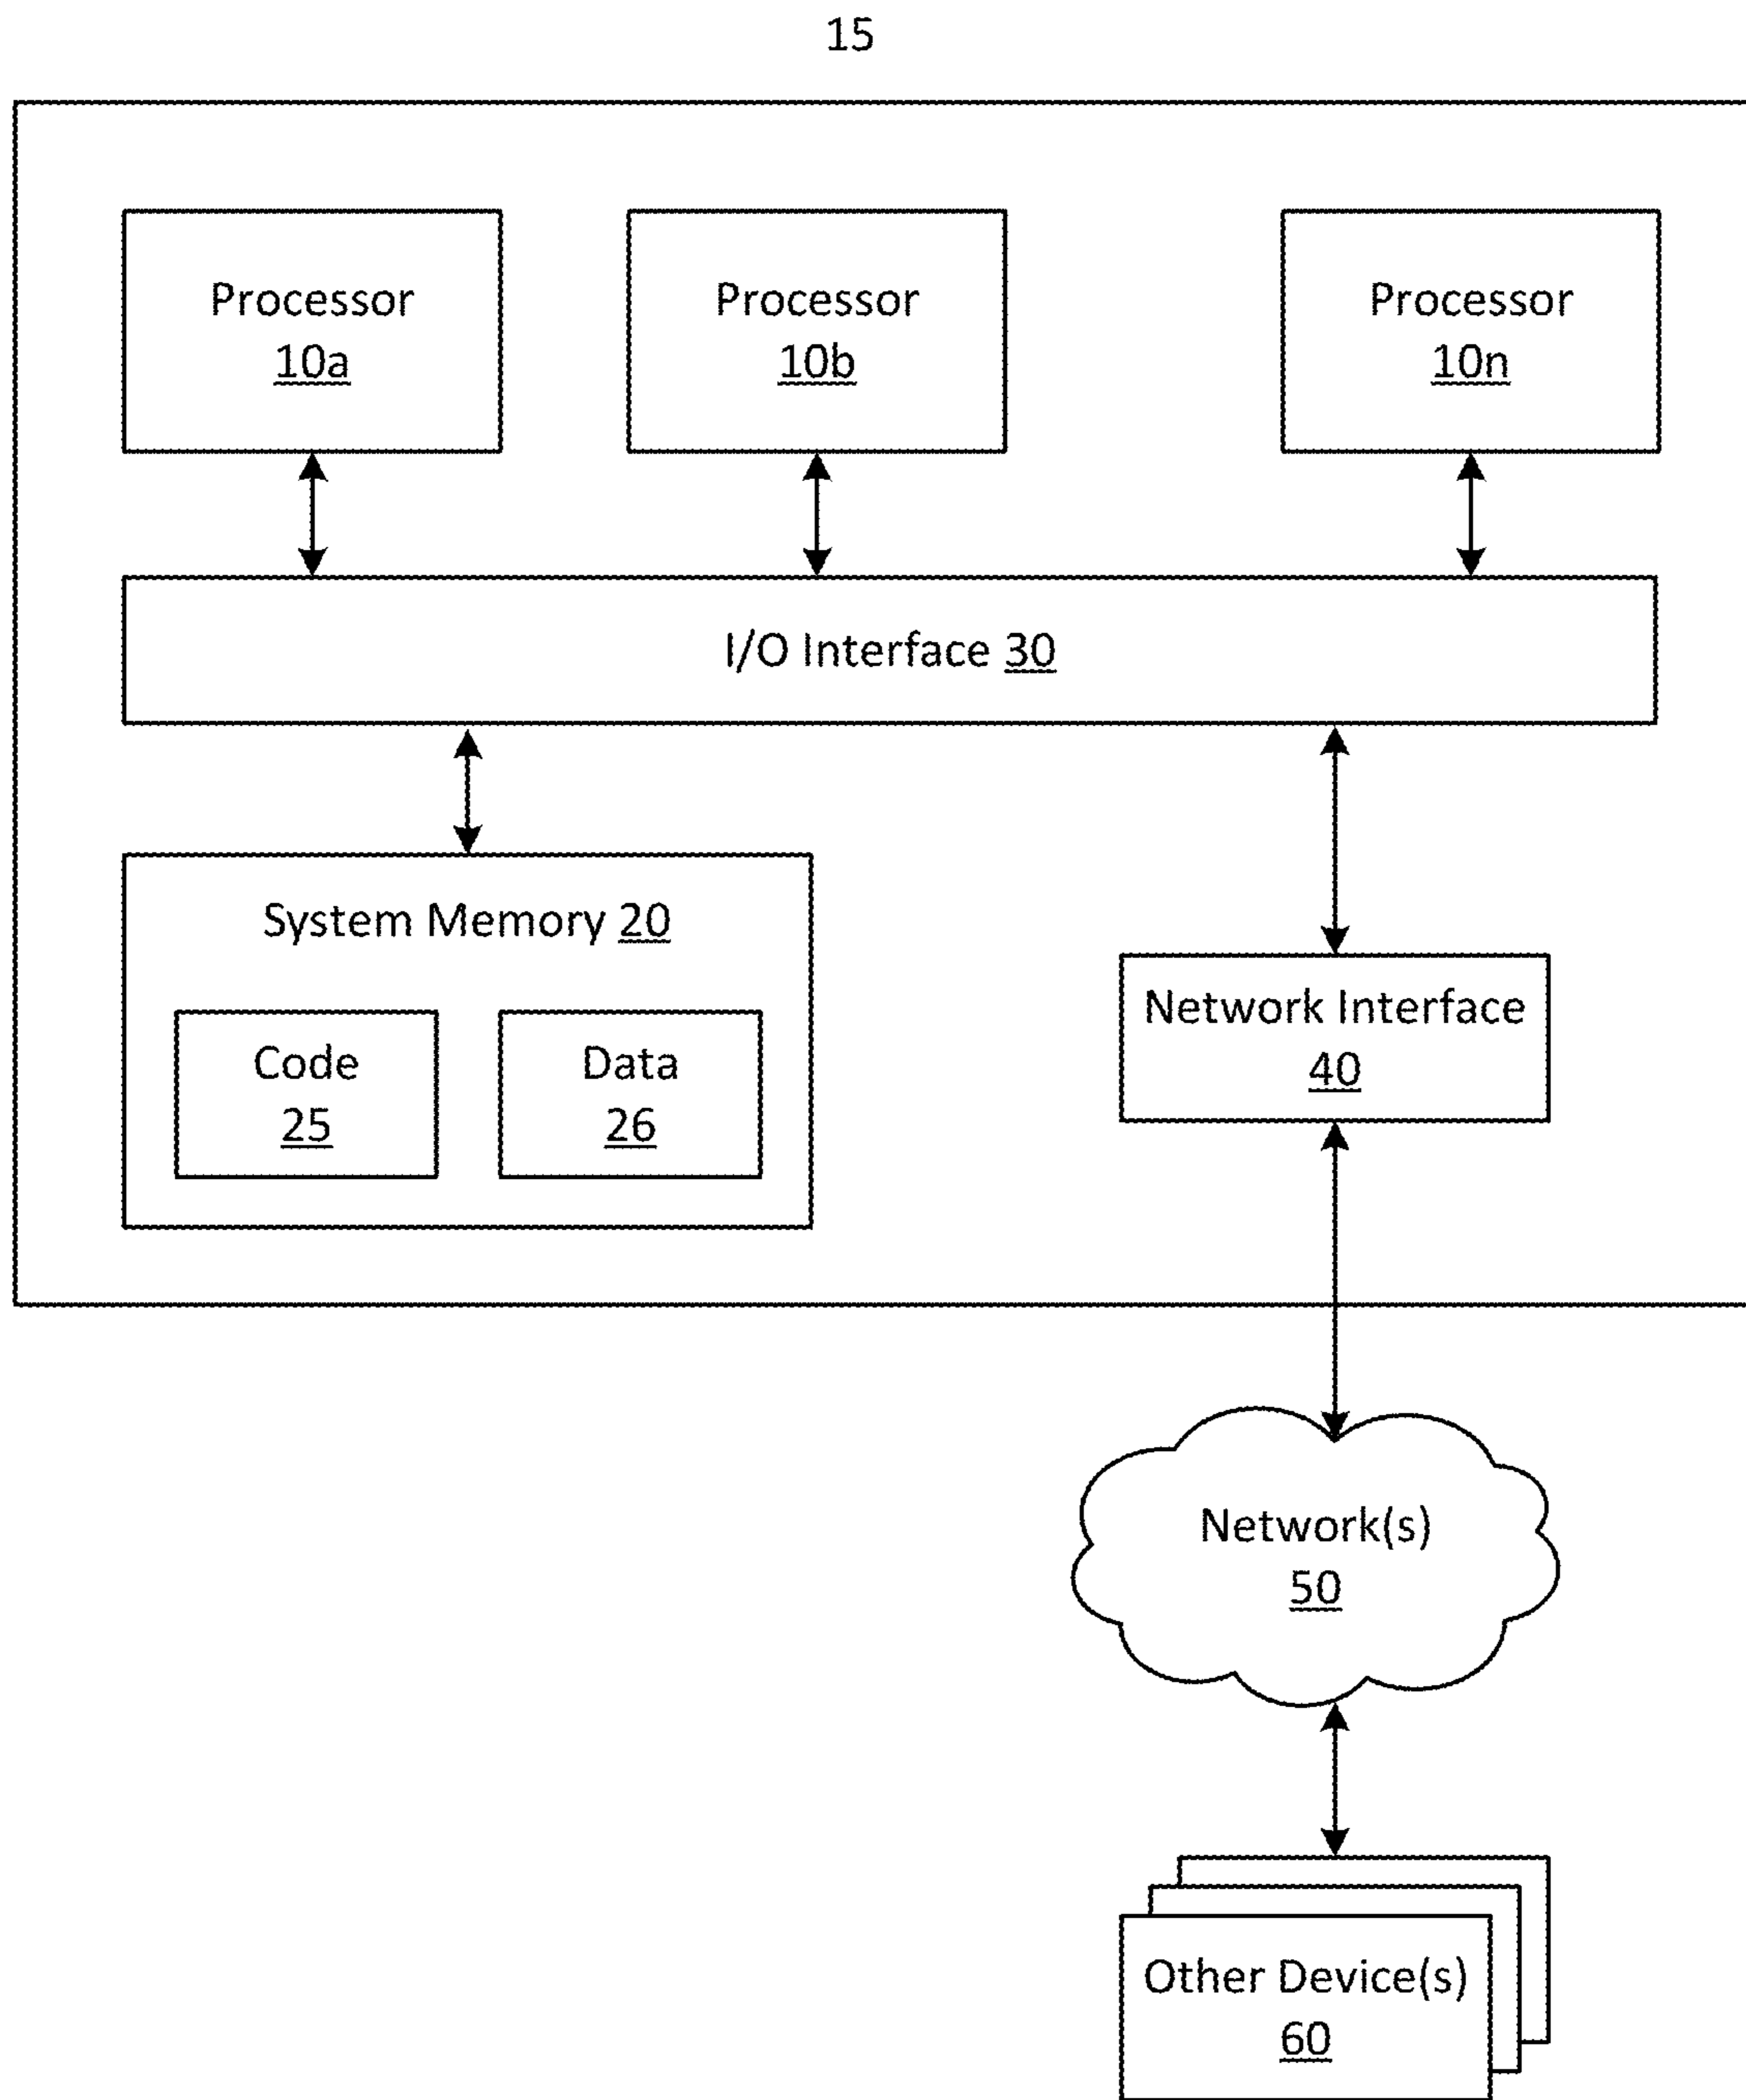 15
Processor
10a
Processor
10b
Processor
10n
I/O Interface 30
System Memory 20
Code
25
Data
26
Network Interface
40
Network(s)
50
Other Device(s)
60